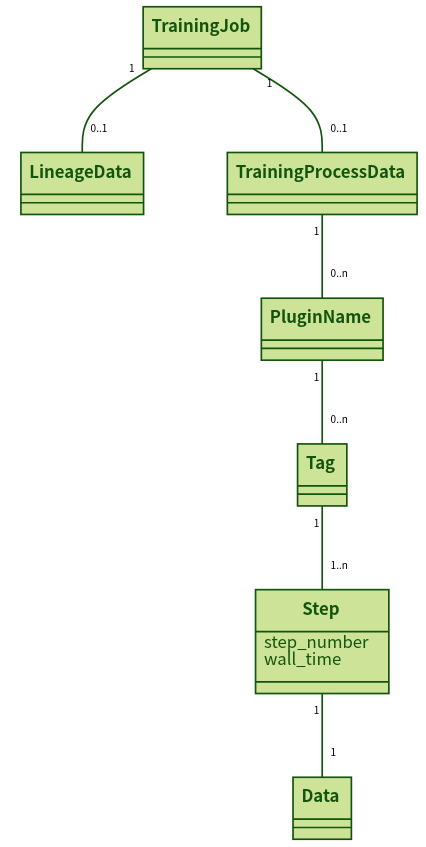 TrainingJob
1
1
0..1
0..1
LineageData
TrainingProcessData
1
0..n
PluginName
1
0..n
Tag
1
1..n
Step
step_number
wall_time
1
1
Data